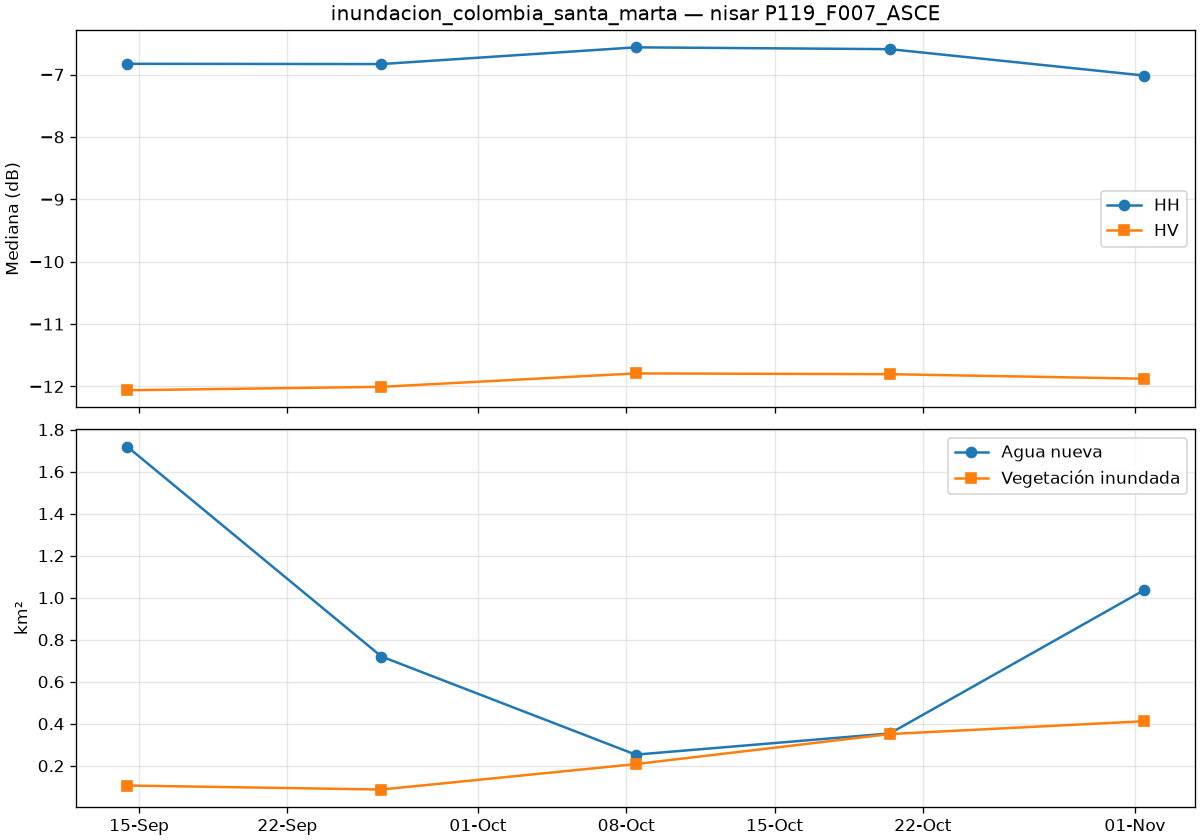 inundacion_colombia_santa_marta — nisar P119_F007_ASCE
Mediana (dB)
−7
−8
−9
−10
−11
−12
HH
HV
km²
1.8
1.6
1.4
1.2
1.0
0.8
0.6
0.4
0.2
Agua nueva
Vegetación inundada
15-Sep 22-Sep 01-Oct 08-Oct 15-Oct 22-Oct 01-Nov